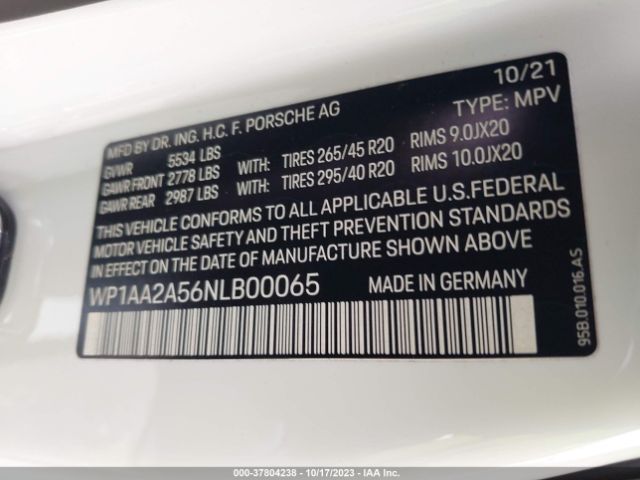 10/21
MFD BY DR. ING. H.C. F. PORSCHE AG TYPE: MPV
GVWR 5534 LBS
GAWR FRONT 2778 LBS WITH: TIRES 265/45 R20 RIMS 9.0JX20
GAWR REAR 2987 LBS WITH: TIRES 295/40 R20 RIMS 10.0JX20
THIS VEHICLE CONFORMS TO ALL APPLICABLE U.S.FEDERAL
MOTOR VEHICLE SAFETY AND THEFT PREVENTION STANDARDS
IN EFFECT ON THE DATE OF MANUFACTURE SHOWN ABOVE
WP1AA2A56NLB00065 MADE IN GERMANY
95B.010.016.AS
000-37804238 - 10/17/2023 - IAA Inc.